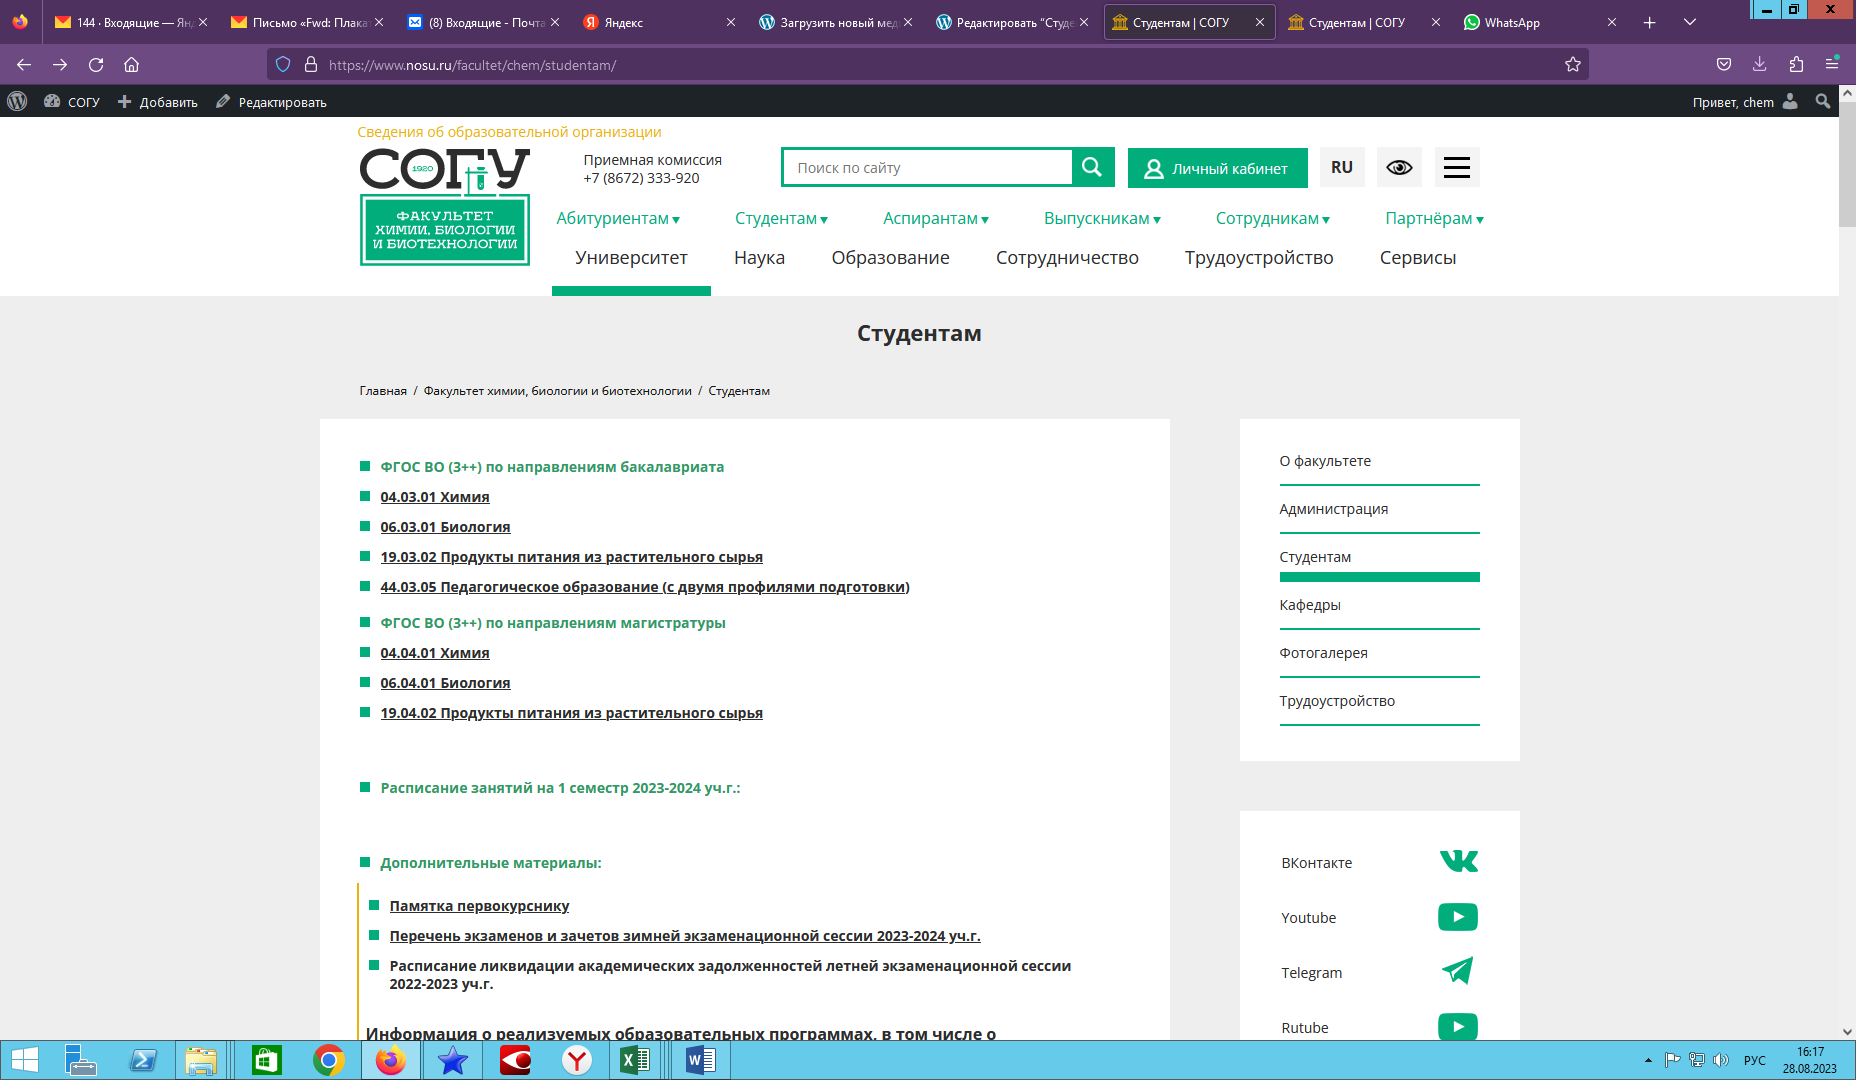 144 · Входящие — Ян
Письмо «Fwd: Плака
(8) Входящие - Почта
Яндекс
Загрузить новый мед
Редактировать "Студе
Студентам | СОГУ
Студентам | СОГУ
WhatsApp
https://www.nosu.ru/facultet/chem/studentam/
СОГУ
Добавить
Редактировать
Привет, chem
Сведения об образовательной организации
СОГУ
1920
ФАКУЛЬТЕТ
ХИМИИ, БИОЛОГИИ
И БИОТЕХНОЛОГИИ
Приемная комиссия
+7 (8672) 333-920
Поиск по сайту
Личный кабинет
RU
Абитуриентам
Студентам
Аспирантам
Выпускникам
Сотрудникам
Партнёрам
Университет
Наука
Образование
Сотрудничество
Трудоустройство
Сервисы
Студентам
Главная / Факультет химии, биологии и биотехнологии / Студентам
ФГОС ВО (3++) по направлениям бакалавриата
04.03.01 Химия
06.03.01 Биология
19.03.02 Продукты питания из растительного сырья
44.03.05 Педагогическое образование (с двумя профилями подготовки)
ФГОС ВО (3++) по направлениям магистратуры
04.04.01 Химия
06.04.01 Биология
19.04.02 Продукты питания из растительного сырья
Расписание занятий на 1 семестр 2023-2024 уч.г.:
Дополнительные материалы:
Памятка первокурснику
Перечень экзаменов и зачетов зимней экзаменационной сессии 2023-2024 уч.г.
Расписание ликвидации академических задолженностей летней экзаменационной сессии
2022-2023 уч.г.
Информация о реализуемых образовательных программах, в том числе о
О факультете
Администрация
Студентам
Кафедры
Фотогалерея
Трудоустройство
ВКонтакте
Youtube
Telegram
Rutube
РУС
16:17
28.08.2023